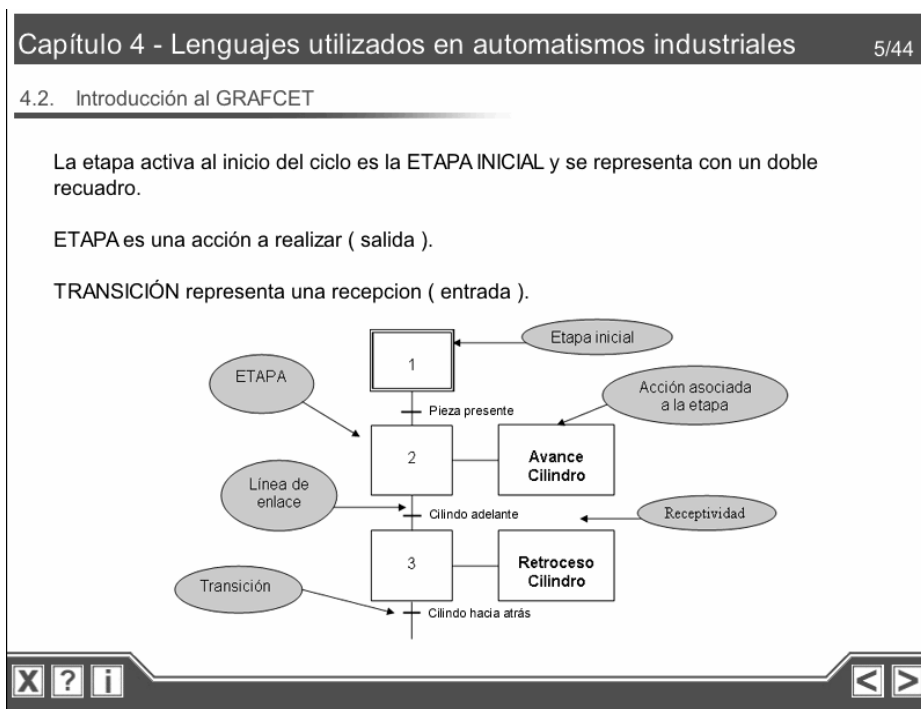 Capítulo 4 - Lenguajes utilizados en automatismos industriales 5/44
4.2. Introducción al GRAFCET
La etapa activa al inicio del ciclo es la ETAPA INICIAL y se representa con un doble
recuadro.
ETAPA es una acción a realizar ( salida ).
TRANSICIÓN representa una recepcion ( entrada ).
Etapa inicial
1
ETAPA
Acción asociada
a la etapa
Pieza presente
2
Avance
Cilindro
Línea de
enlace
Cilindo adelante
Receptividad
3
Retroceso
Cilindro
Transición
Cilindo hacia atrás
X ? i < >